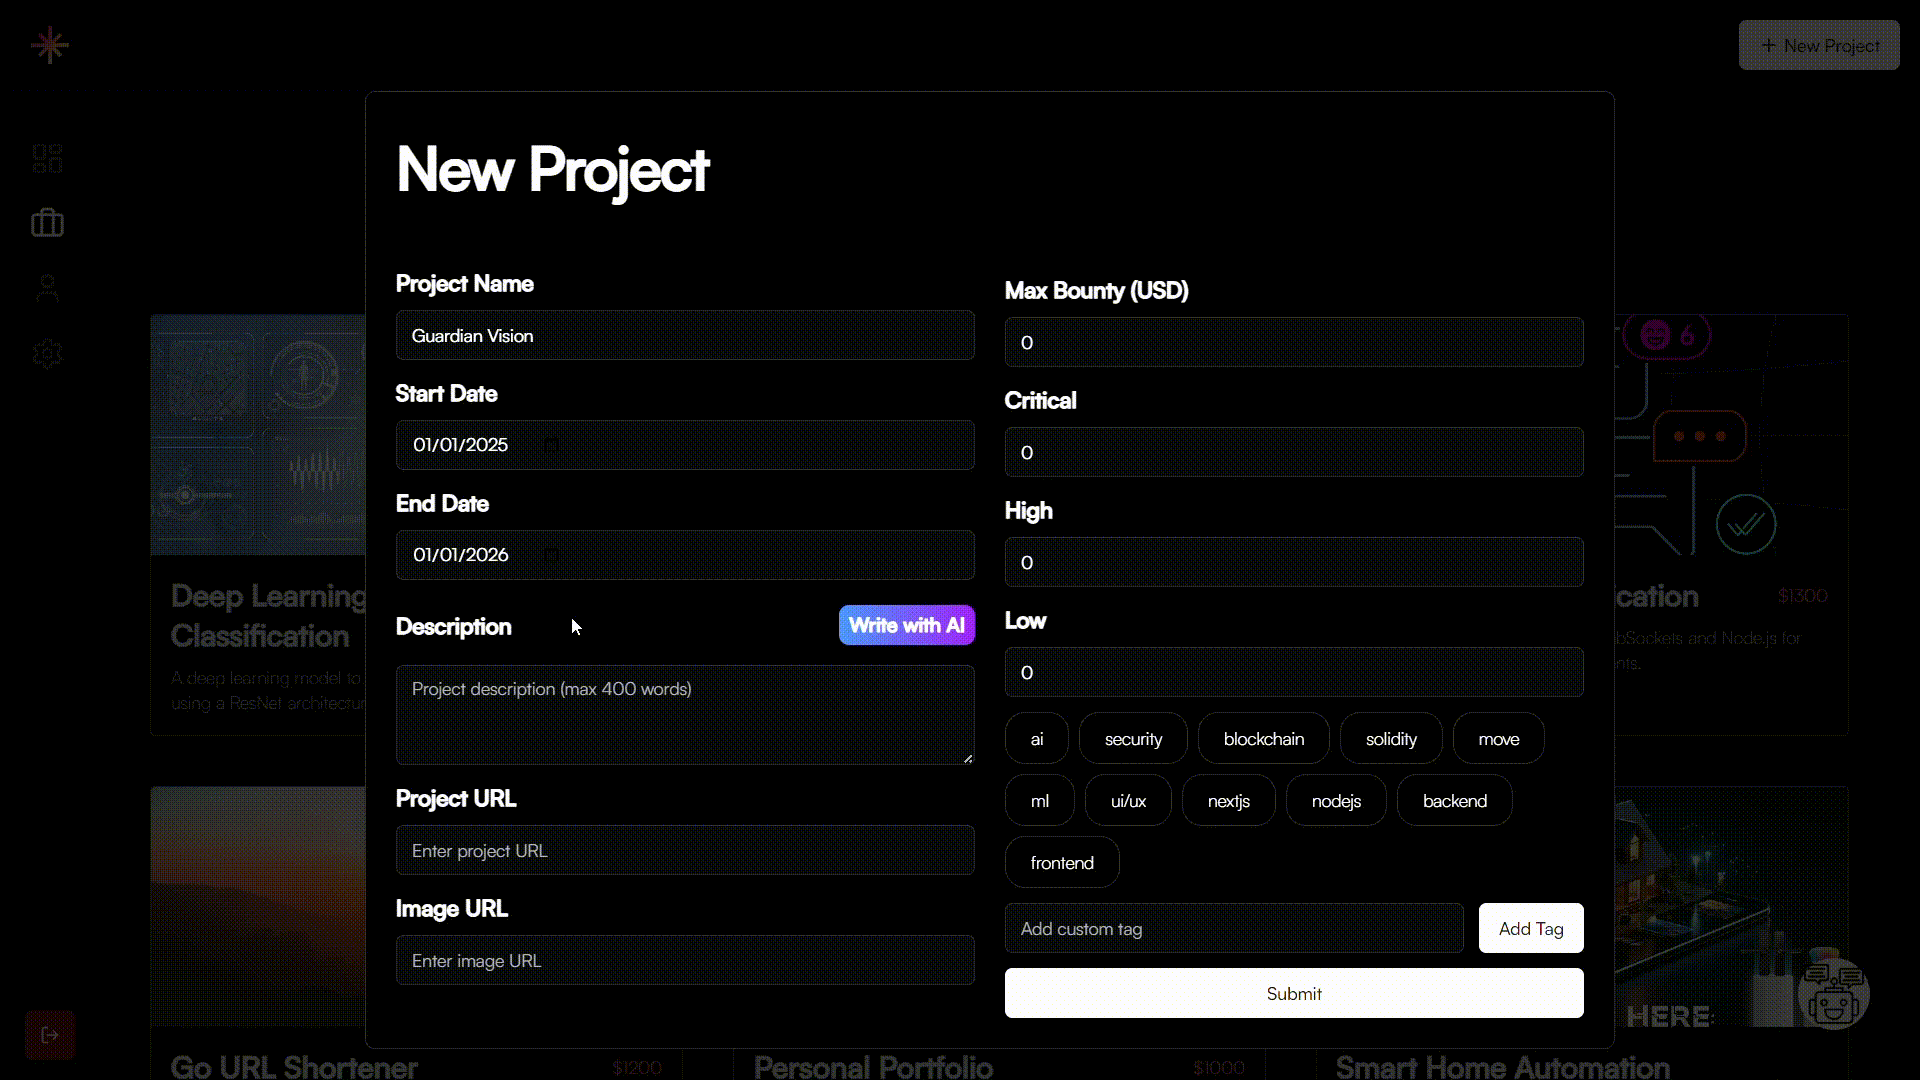 + New Project
New Project
Project Name
Guardian Vision
Start Date
01/01/2025
End Date
01/01/2026
Description
Write with AI
Project description (max 400 words)
Project URL
Enter project URL
Image URL
Enter image URL
Max Bounty (USD)
0
Critical
0
High
0
Low
0
ai security blockchain solidity move
ml ui/ux nextjs nodejs backend
frontend
Add custom tag
Add Tag
Submit
Deep Learning
Classification
A deep learning model to
using a ResNet
6
$1300
and Node.js for
HERE
Go URL Shortener
$1200
Personal Portfolio
$1000
Smart Home Automation